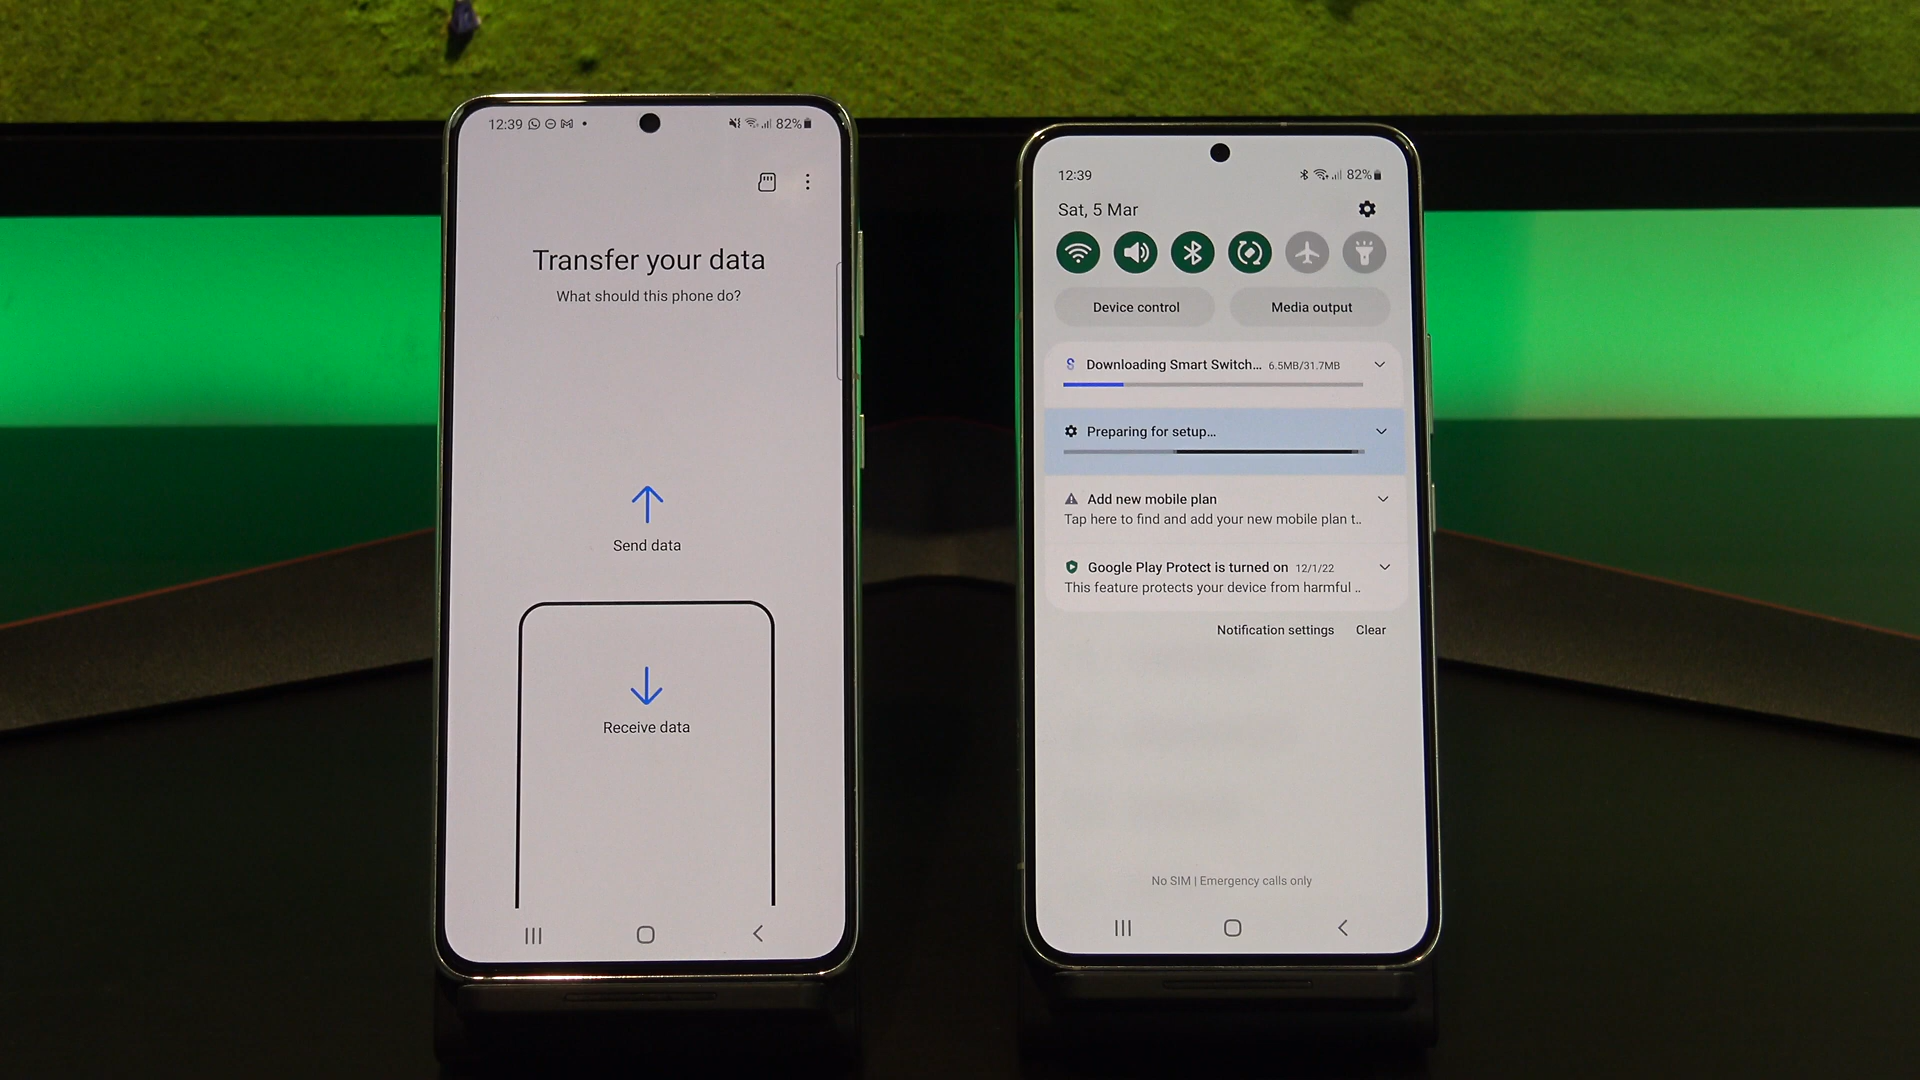 12:39
82%
Transfer your data
What should this phone do?
Send data
Receive data
12:39
82%
Sat, 5 Mar
Device control
Media output
Downloading Smart Switch... 6.5MB/31.7MB
Preparing for setup...
Add new mobile plan
Tap here to find and add your new mobile plan t..
Google Play Protect is turned on 12/1/22
This feature protects your device from harmful ..
Notification settings
Clear
No SIM | Emergency calls only